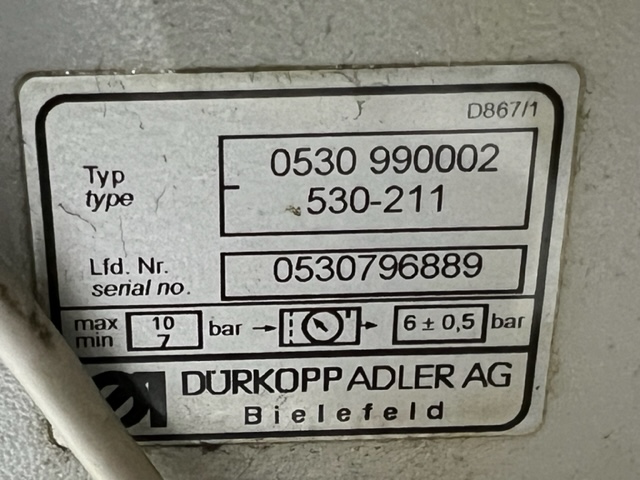 D867/1
Typ
type
0530 990002
530-211
Lfd. Nr.
serial no.
0530796889
max
min
10
7
bar
6 ± 0,5
bar
DÜRKOPP ADLER AG
Bielefeld